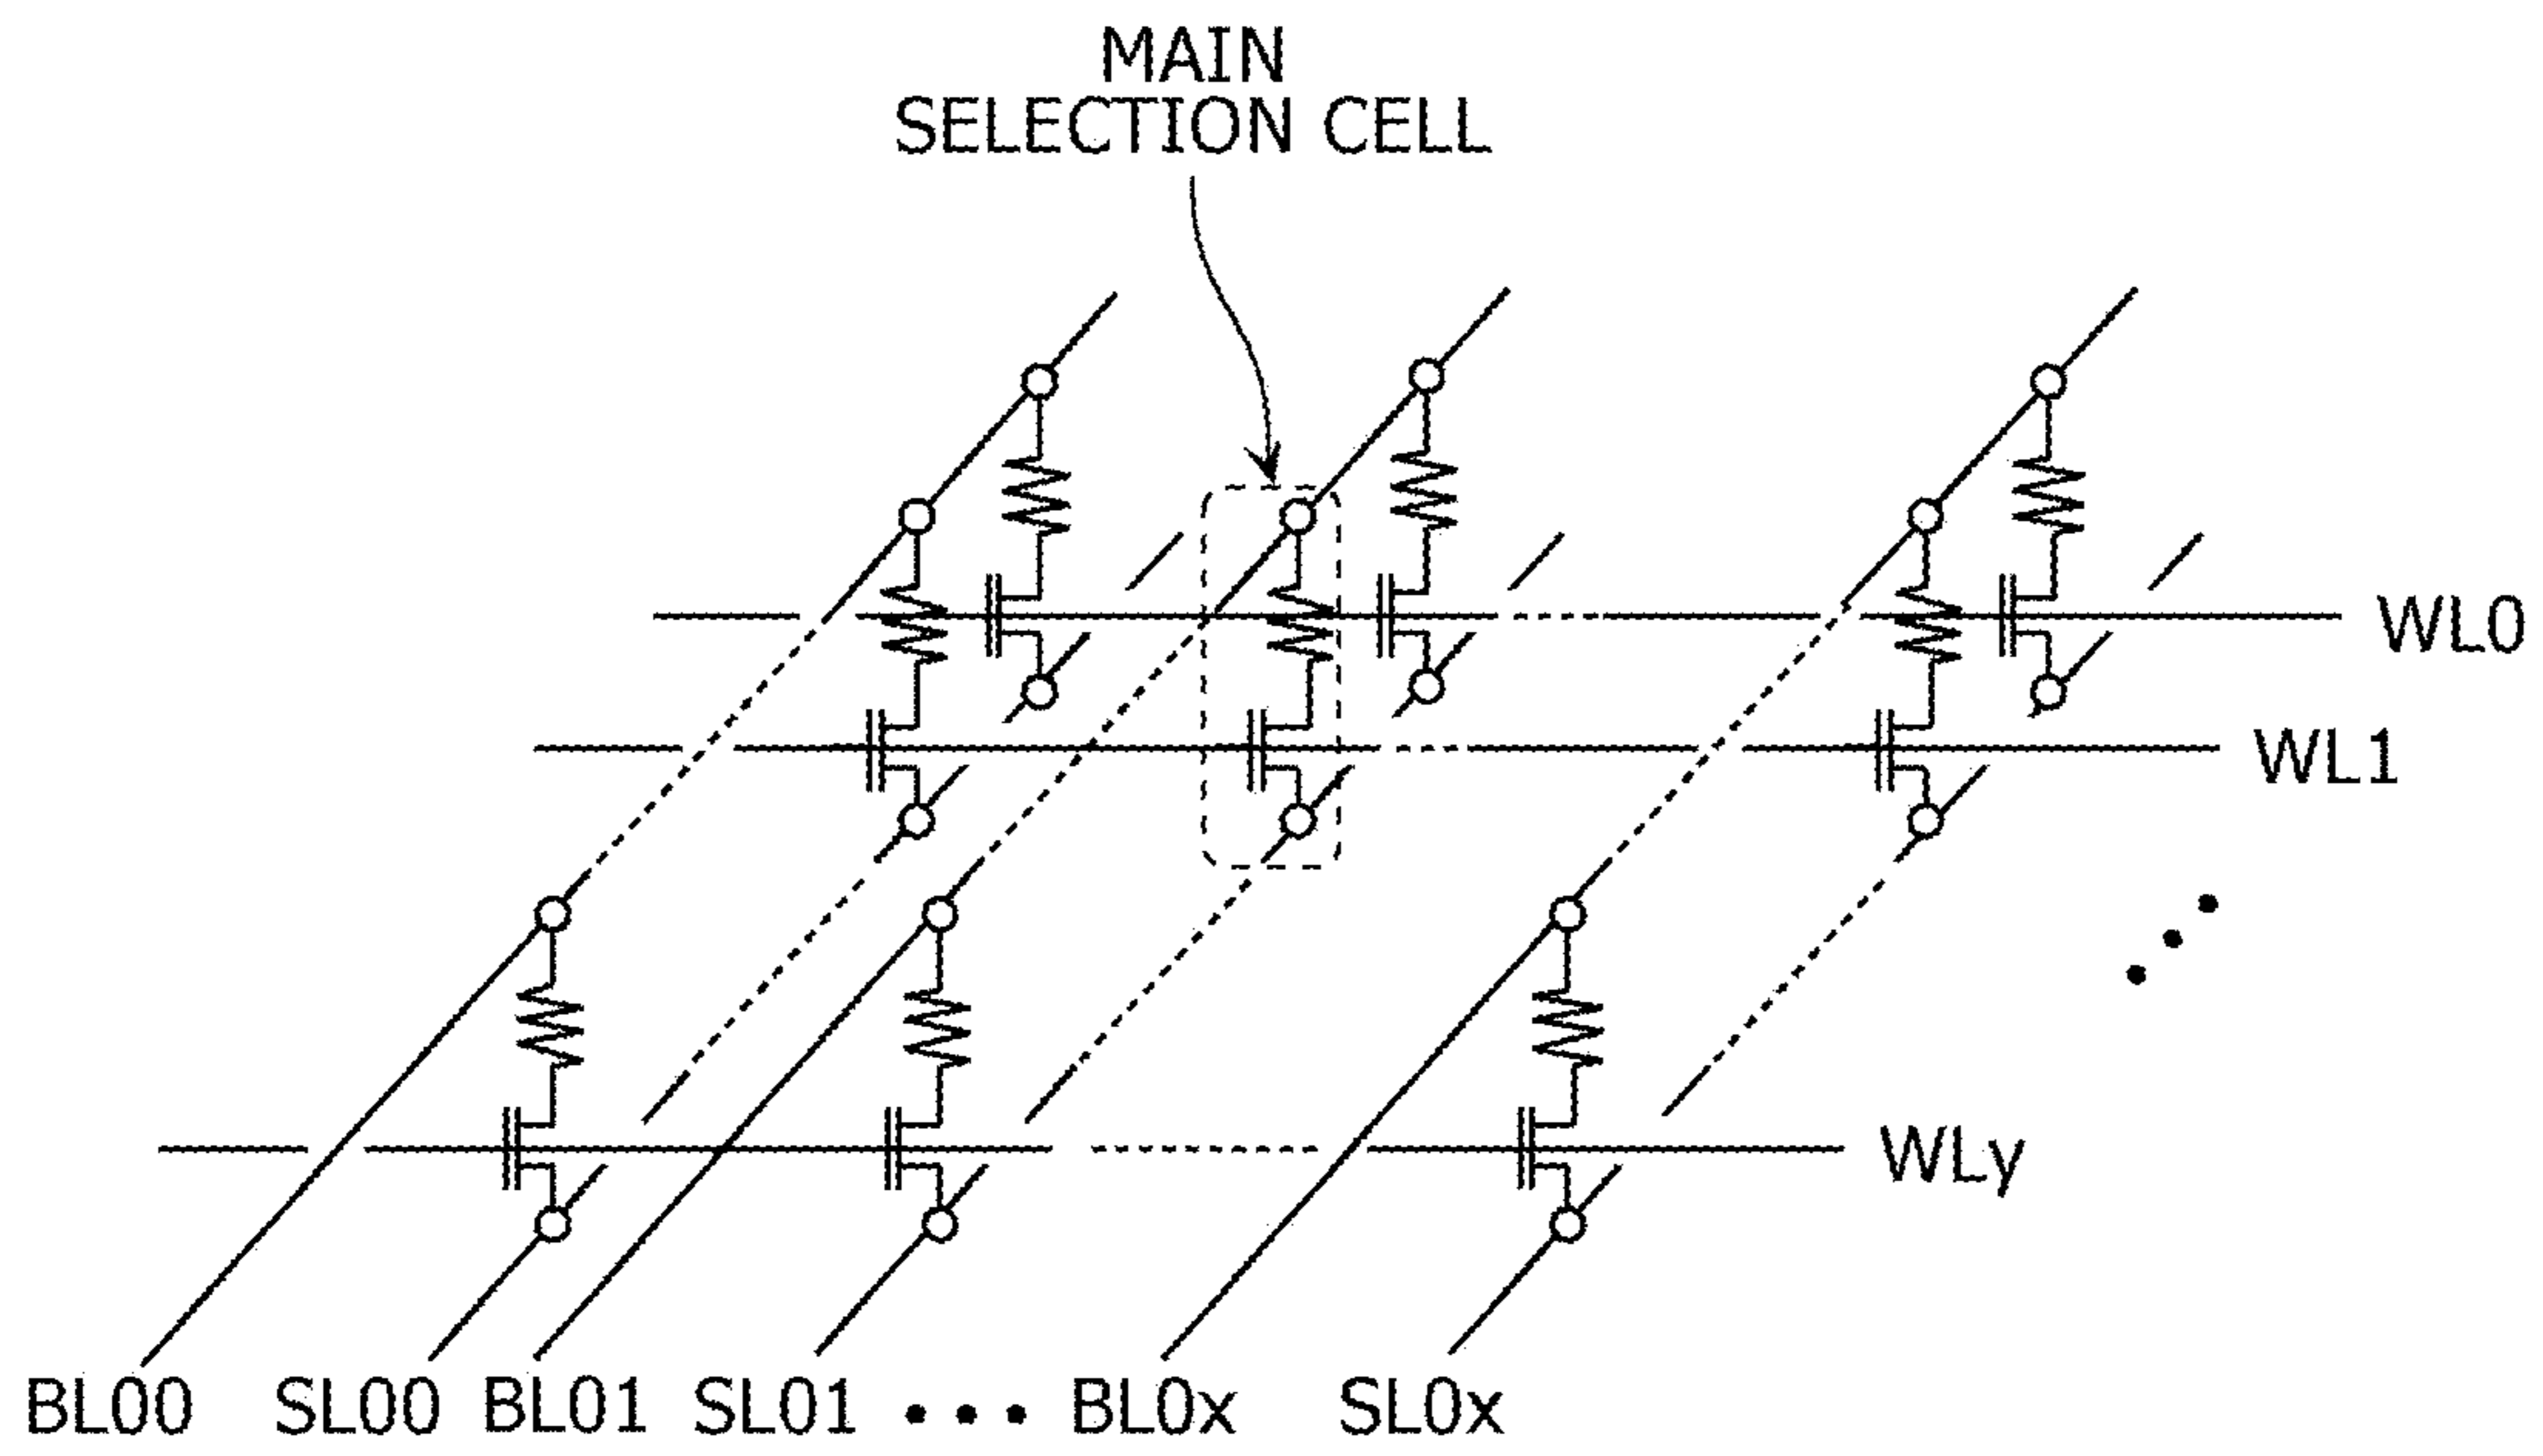 MAIN
SELECTION CELL
WL0
WL1
WLy
BL00 SL00 BL01 SL01 • • • BL0x SL0x